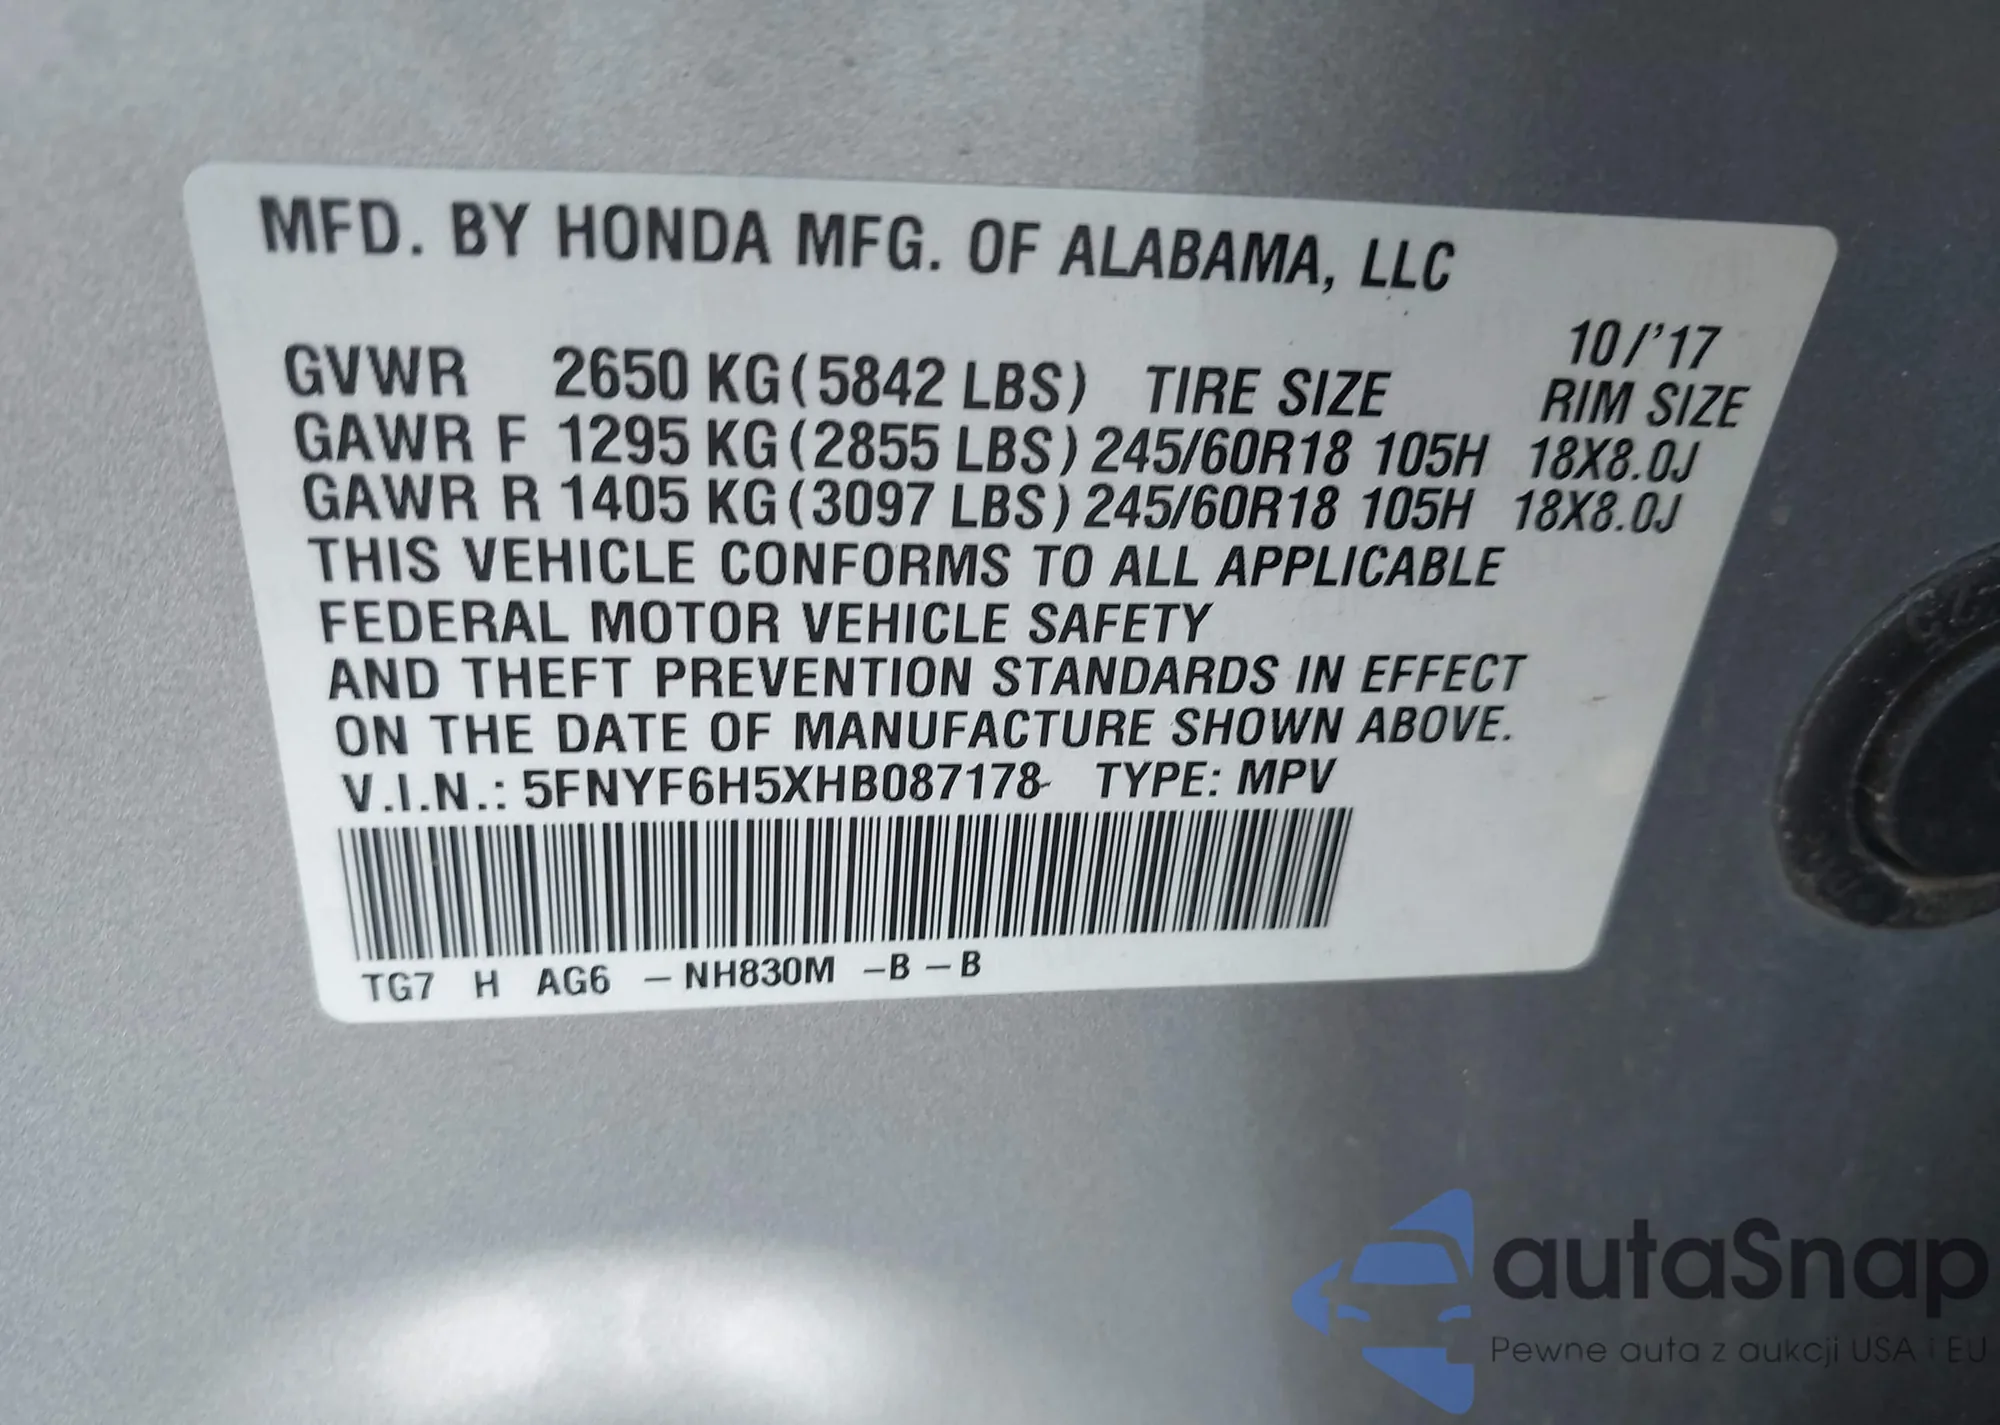 MFD. BY HONDA MFG. OF ALABAMA, LLC
10/'17
GVWR 2650 KG (5842 LBS) TIRE SIZE RIM SIZE
GAWR F 1295 KG (2855 LBS) 245/60R18 105H 18X8.0J
GAWR R 1405 KG (3097 LBS) 245/60R18 105H 18X8.0J
THIS VEHICLE CONFORMS TO ALL APPLICABLE
FEDERAL MOTOR VEHICLE SAFETY
AND THEFT PREVENTION STANDARDS IN EFFECT
ON THE DATE OF MANUFACTURE SHOWN ABOVE.
V.I.N.: 5FNYF6H5XHB087178 TYPE: MPV
TG7 H AG6 – NH830M –B – B
autaSnap
Pewne auta z aukcji USA i EU